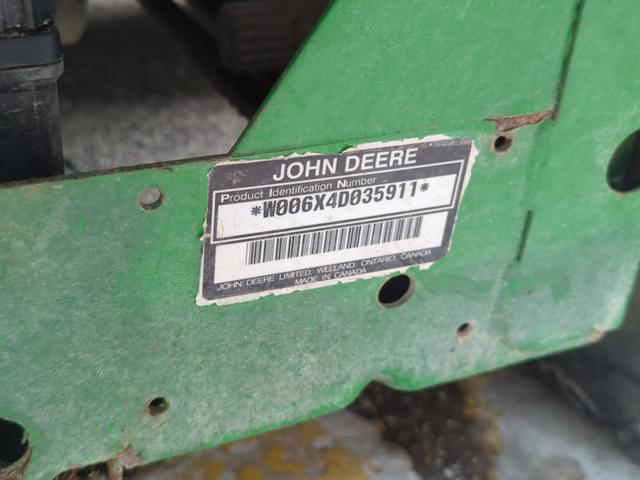 JOHN DEERE
Product Identification Number
*W006X4D035911*
JOHN DEERE LIMITED, WELLAND, ONTARIO, CANADA
MADE IN CANADA